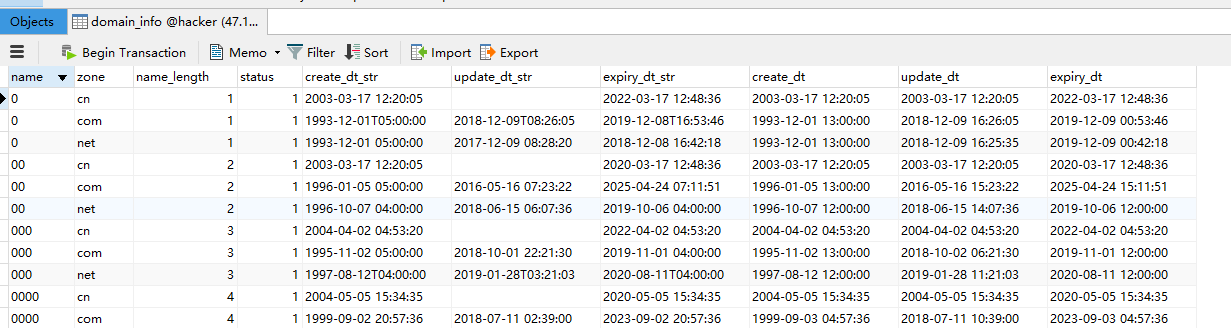 Objects domain_info @hacker (47.1...
Begin Transaction Memo Filter Sort Import Export
name zone name_length status create_dt_str update_dt_str expiry_dt_str create_dt update_dt expiry_dt
0 cn 1 1 2003-03-17 12:20:05 2022-03-17 12:48:36 2003-03-17 12:20:05 2003-03-17 12:20:05 2022-03-17 12:48:36
0 com 1 1 1993-12-01T05:00:00 2018-12-09T08:26:05 2019-12-08T16:53:46 1993-12-01 13:00:00 2018-12-09 16:26:05 2019-12-09 00:53:46
0 net 1 1 1993-12-01 05:00:00 2017-12-09 08:28:20 2018-12-08 16:42:18 1993-12-01 13:00:00 2018-12-09 16:25:35 2019-12-09 00:42:18
00 cn 2 1 2003-03-17 12:20:05 2020-03-17 12:48:36 2003-03-17 12:20:05 2003-03-17 12:20:05 2020-03-17 12:48:36
00 com 2 1 1996-01-05 05:00:00 2016-05-16 07:23:22 2025-04-24 07:11:51 1996-01-05 13:00:00 2016-05-16 15:23:22 2025-04-24 15:11:51
00 net 2 1 1996-10-07 04:00:00 2018-06-15 06:07:36 2019-10-06 04:00:00 1996-10-07 12:00:00 2018-06-15 14:07:36 2019-10-06 12:00:00
000 cn 3 1 2004-04-02 04:53:20 2022-04-02 04:53:20 2004-04-02 04:53:20 2004-04-02 04:53:20 2022-04-02 04:53:20
000 com 3 1 1995-11-02 05:00:00 2018-10-01 22:21:30 2019-11-01 04:00:00 1995-11-02 13:00:00 2018-10-02 06:21:30 2019-11-01 12:00:00
000 net 3 1 1997-08-12T04:00:00 2019-01-28T03:21:03 2020-08-11T04:00:00 1997-08-12 12:00:00 2019-01-28 11:21:03 2020-08-11 12:00:00
0000 cn 4 1 2004-05-05 15:34:35 2020-05-05 15:34:35 2004-05-05 15:34:35 2004-05-05 15:34:35 2020-05-05 15:34:35
0000 com 4 1 1999-09-02 20:57:36 2018-07-11 02:39:00 2023-09-02 20:57:36 1999-09-03 04:57:36 2018-07-11 10:39:00 2023-09-03 04:57:36